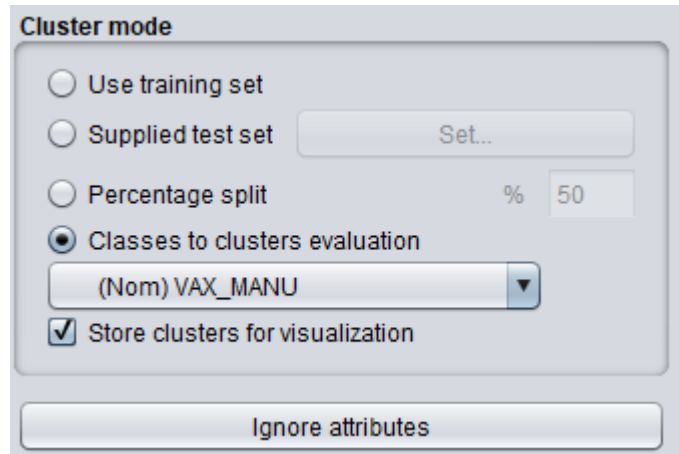 Cluster mode
Use training set
Supplied test set Set...
Percentage split % 50
Classes to clusters evaluation
(Nom) VAX_MANU
Store clusters for visualization
Ignore attributes